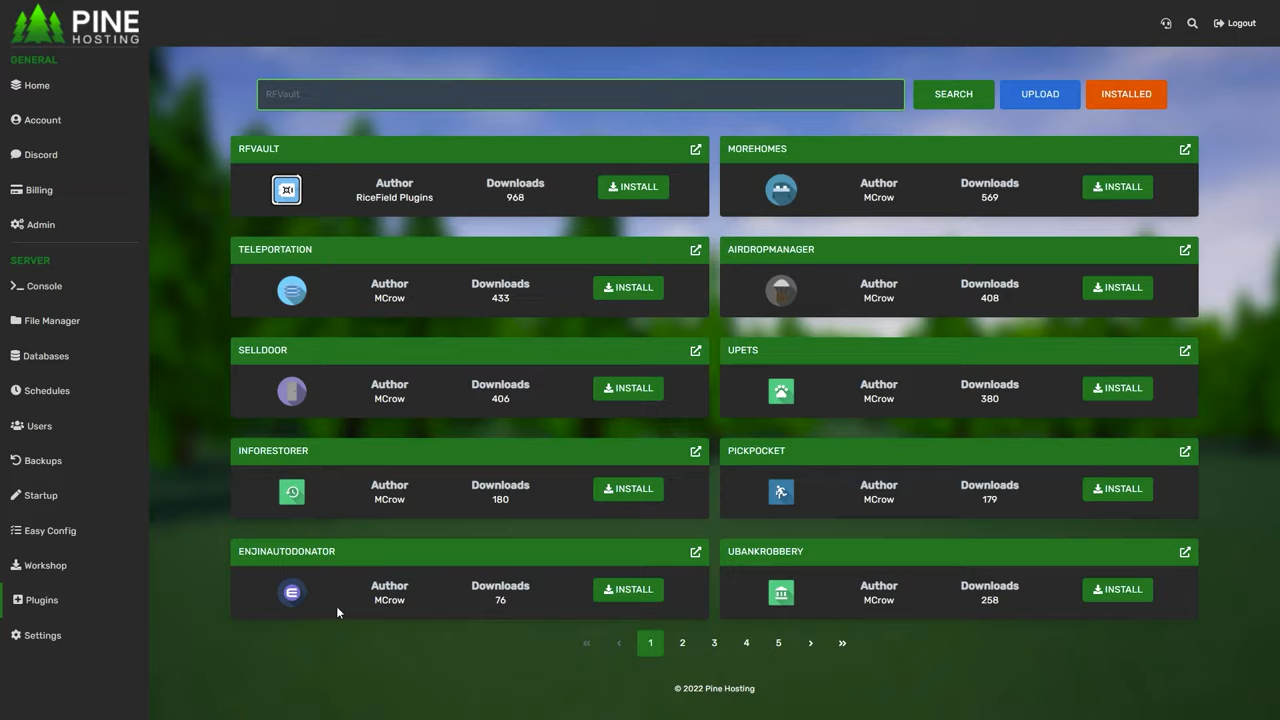 PINE
HOSTING
Logout
GENERAL
Home
Account
Discord
Billing
Admin
SERVER
Console
File Manager
Databases
Schedules
Users
Backups
Startup
Easy Config
Workshop
Plugins
Settings
RFVault
SEARCH
UPLOAD
INSTALLED
RFVAULT
Author
RiceField Plugins
Downloads
968
INSTALL
MOREHOMES
Author
MCrow
Downloads
569
INSTALL
TELEPORTATION
Author
MCrow
Downloads
433
INSTALL
AIRDROPMANAGER
Author
MCrow
Downloads
408
INSTALL
SELLDOOR
Author
MCrow
Downloads
406
INSTALL
UPETS
Author
MCrow
Downloads
380
INSTALL
INFORESTORER
Author
MCrow
Downloads
180
INSTALL
PICKPOCKET
Author
MCrow
Downloads
179
INSTALL
ENJINAUTODONATOR
Author
MCrow
Downloads
76
INSTALL
UBANKROBBERY
Author
MCrow
Downloads
258
INSTALL
« ‹ 1 2 3 4 5 › »
© 2022 Pine Hosting